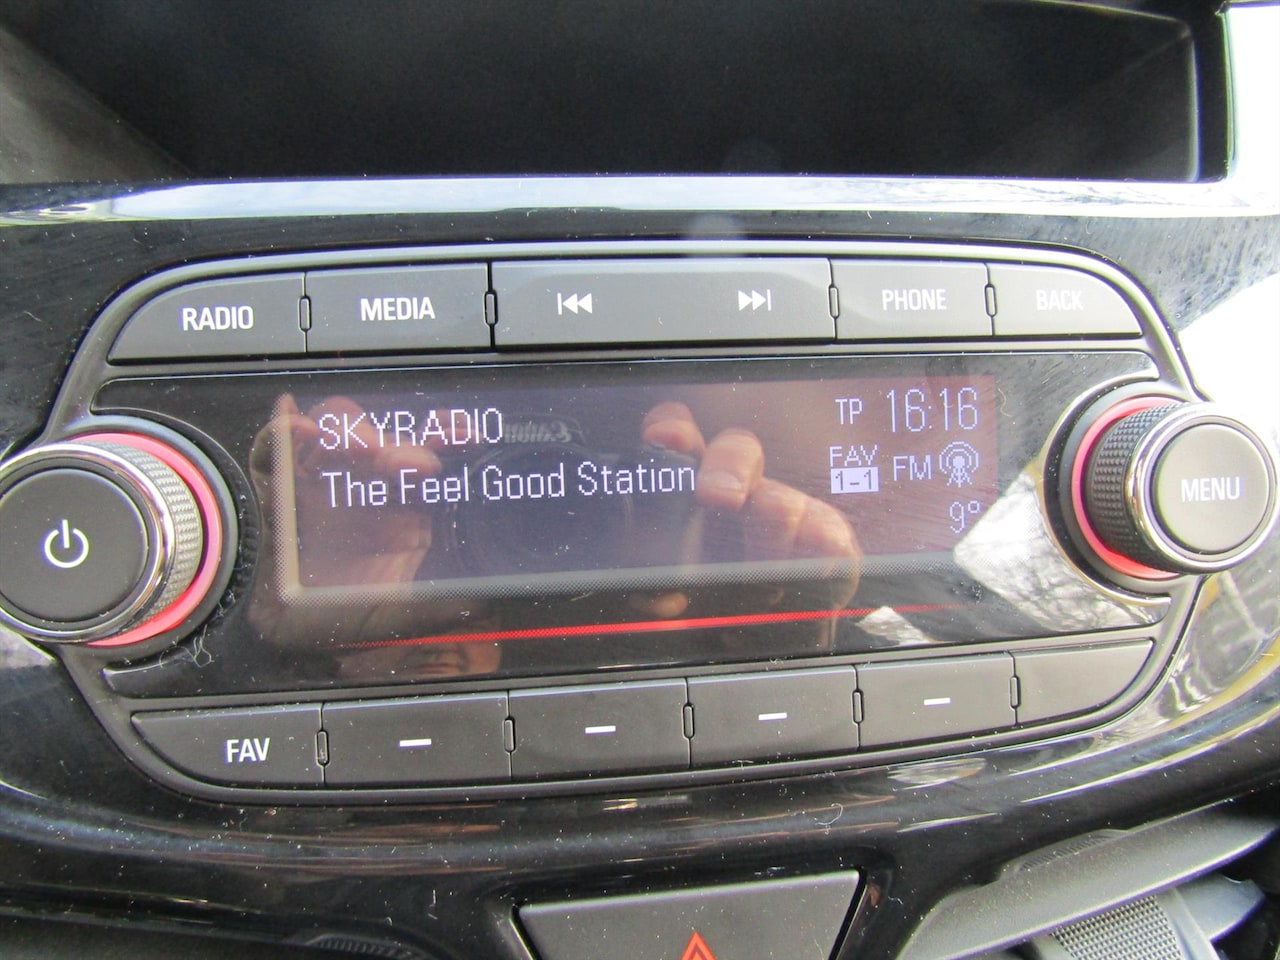 RADIO
MEDIA
PHONE
BACK
SKYRADIO
TP 16:16
The Feel Good Station
FAV
1-1
FM
9°
MENU
FAV